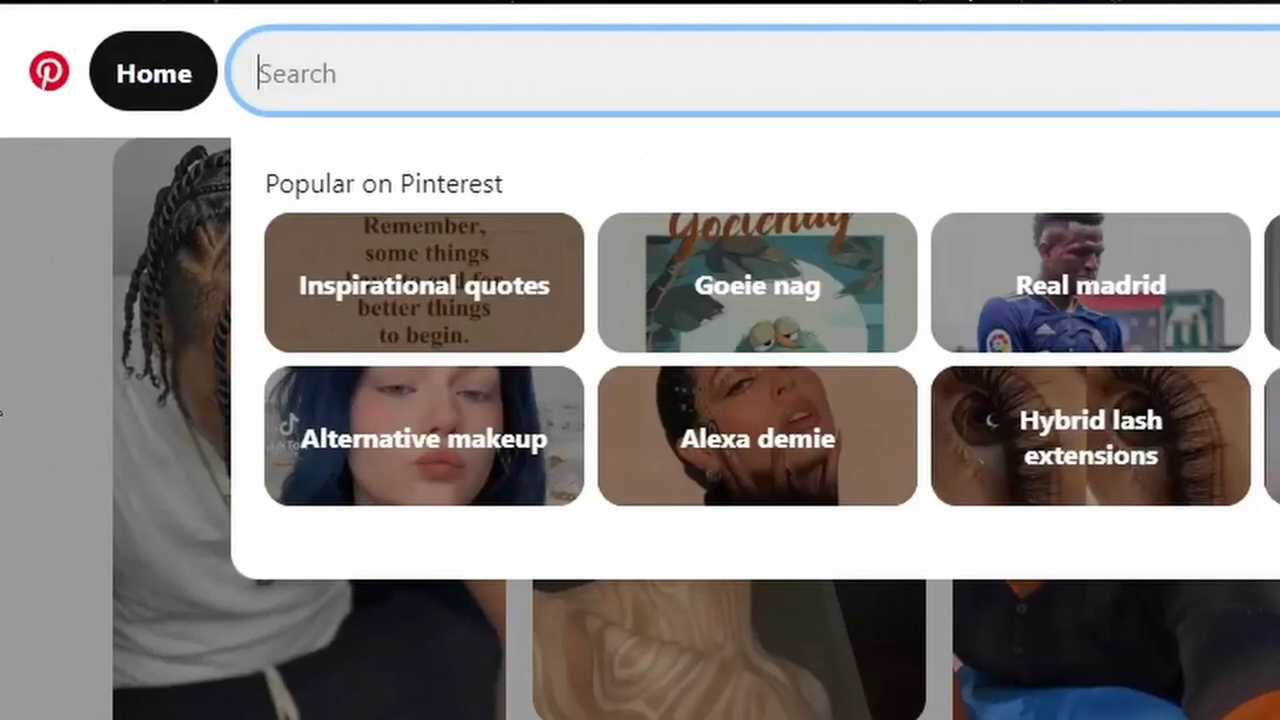 Home
Search
Popular on Pinterest
Remember,
some things
Inspirational quotes
better things
to begin.
Goeienag
Goeie nag
Real madrid
Alternative makeup
Alexa demie
Hybrid lash
extensions